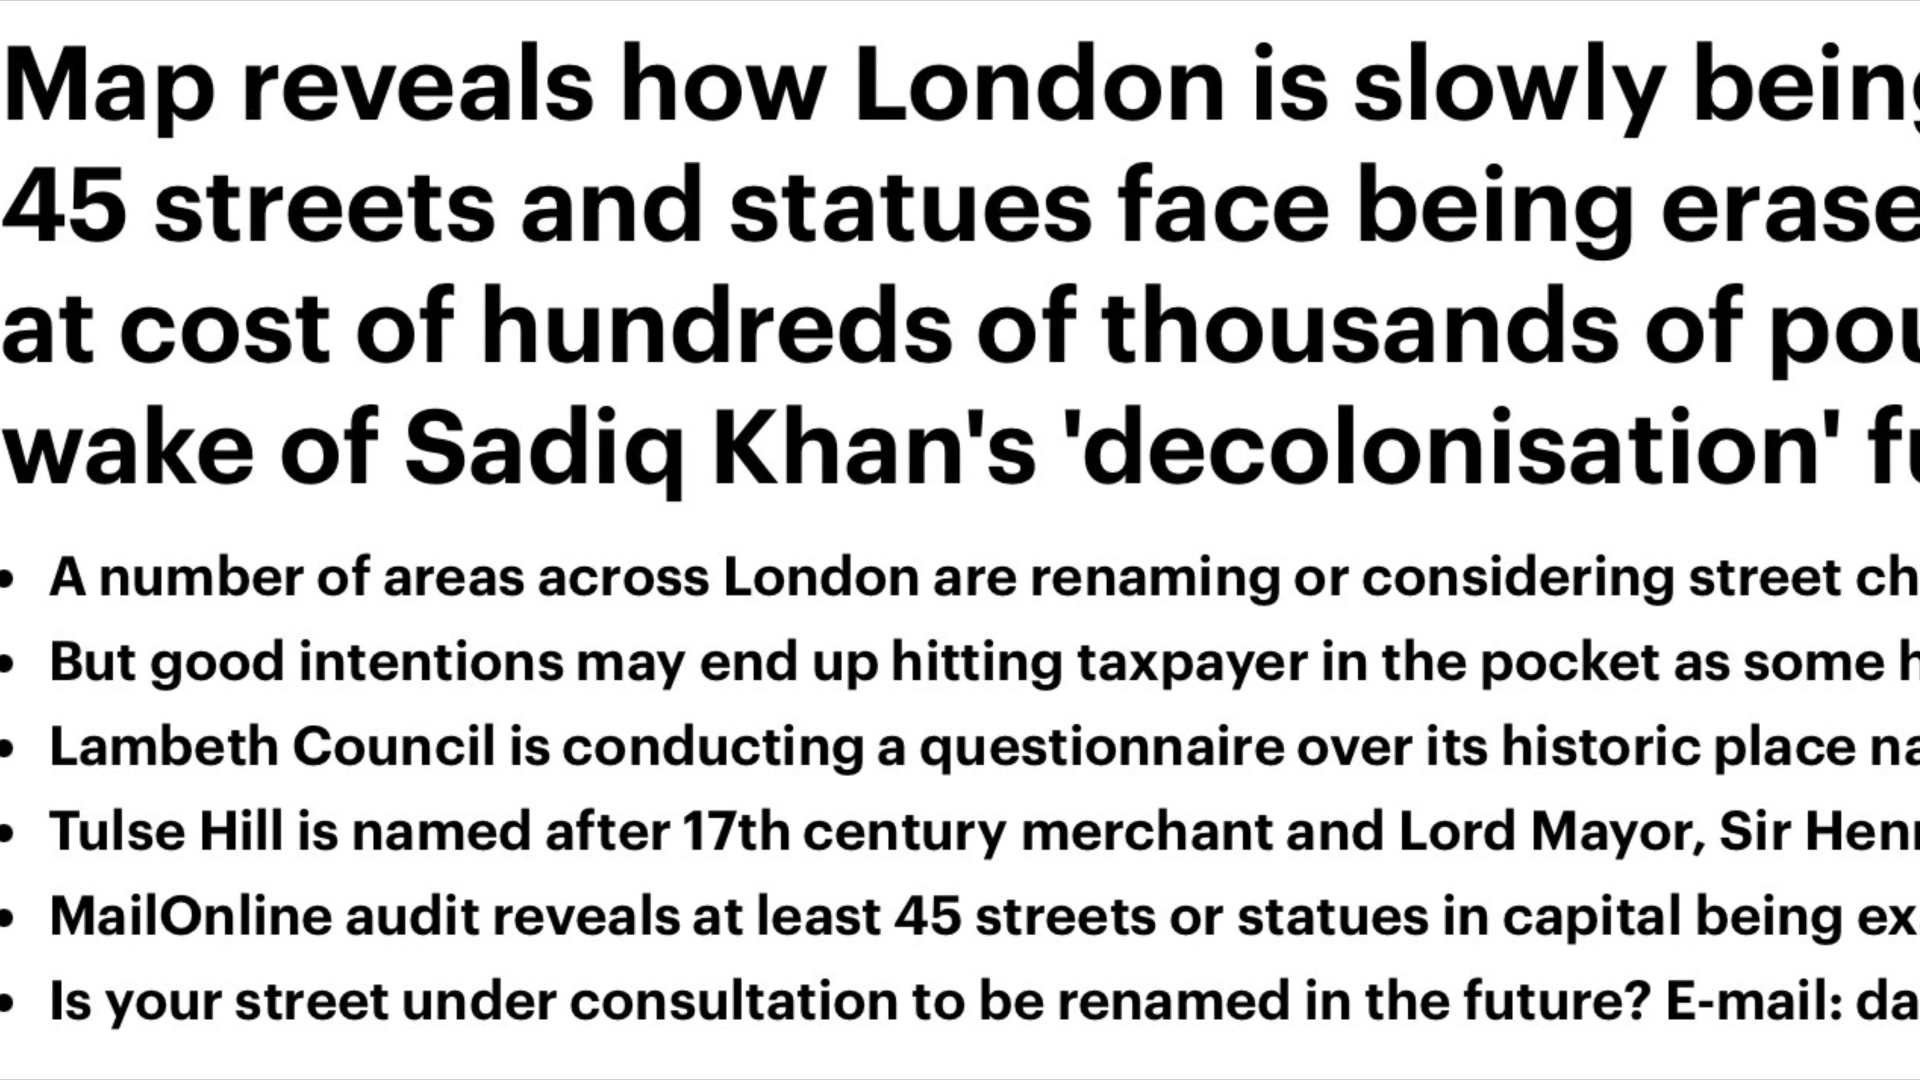 Map reveals how London is slowly being
45 streets and statues face being erase
at cost of hundreds of thousands of pou
wake of Sadiq Khan's 'decolonisation' fu
• A number of areas across London are renaming or considering street ch
• But good intentions may end up hitting taxpayer in the pocket as some h
• Lambeth Council is conducting a questionnaire over its historic place na
• Tulse Hill is named after 17th century merchant and Lord Mayor, Sir Henr
• MailOnline audit reveals at least 45 streets or statues in capital being ex
• Is your street under consultation to be renamed in the future? E-mail: da